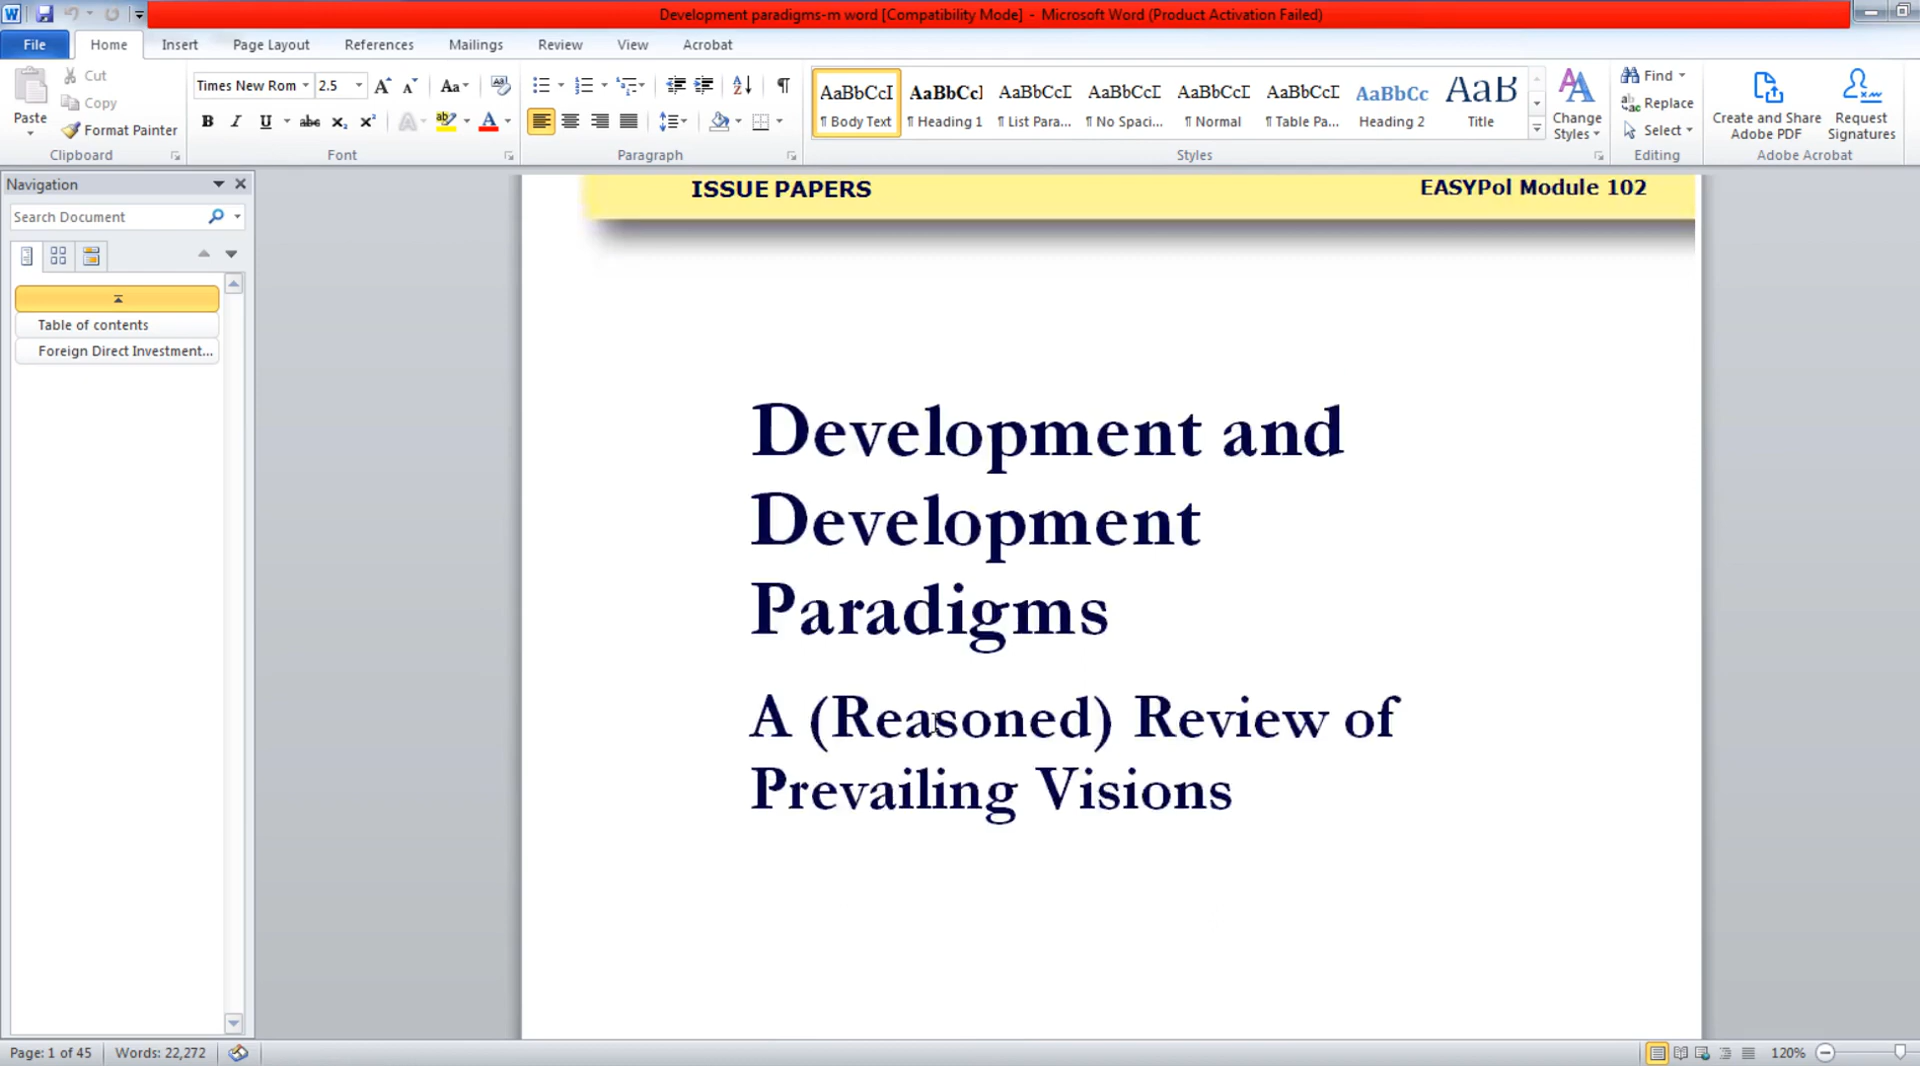 Development paradigms-m word [Compatibility Mode] - Microsoft Word (Product Activation Failed)
File Home Insert Page Layout References Mailings Review View Acrobat
Paste
Cut
Copy
Format Painter
Clipboard
Times New Rom 2.5
Font
Paragraph
AaBbCcI AaBbCcI AaBbCcI AaBbCcI AaBbCcI AaBbCcI AaBbCc AaB
¶ Body Text ¶ Heading 1 ¶ List Para... ¶ No Spaci... ¶ Normal ¶ Table Pa... Heading 2 Title
Change
Styles
Styles
Find
Replace
Select
Editing
Create and Share
Adobe PDF
Request
Signatures
Adobe Acrobat
Navigation
Search Document
Table of contents
Foreign Direct Investment...
ISSUE PAPERS
EASYPol Module 102
Development and
Development
Paradigms
A (Reasoned) Review of
Prevailing Visions
Page: 1 of 45 Words: 22,272
120%